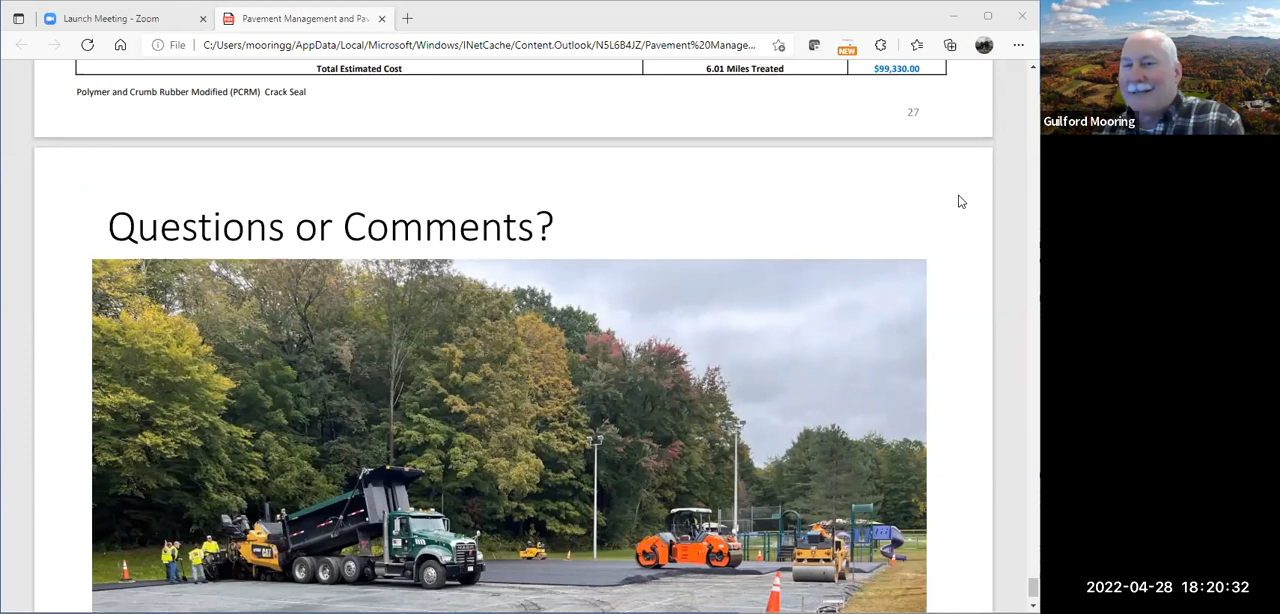 Launch Meeting - Zoom
Pavement Management and Pav
File
C:/Users/mooringg/AppData/Local/Microsoft/Windows/INetCache/Content.Outlook/N5L6B4JZ/Pavement%20Manage...
NEW
Total Estimated Cost 6.01 Miles Treated $99,330.00
Polymer and Crumb Rubber Modified (PCRM) Crack Seal
27
Questions or Comments?
CAT
Guilford Mooring
2022-04-28 18:20:32